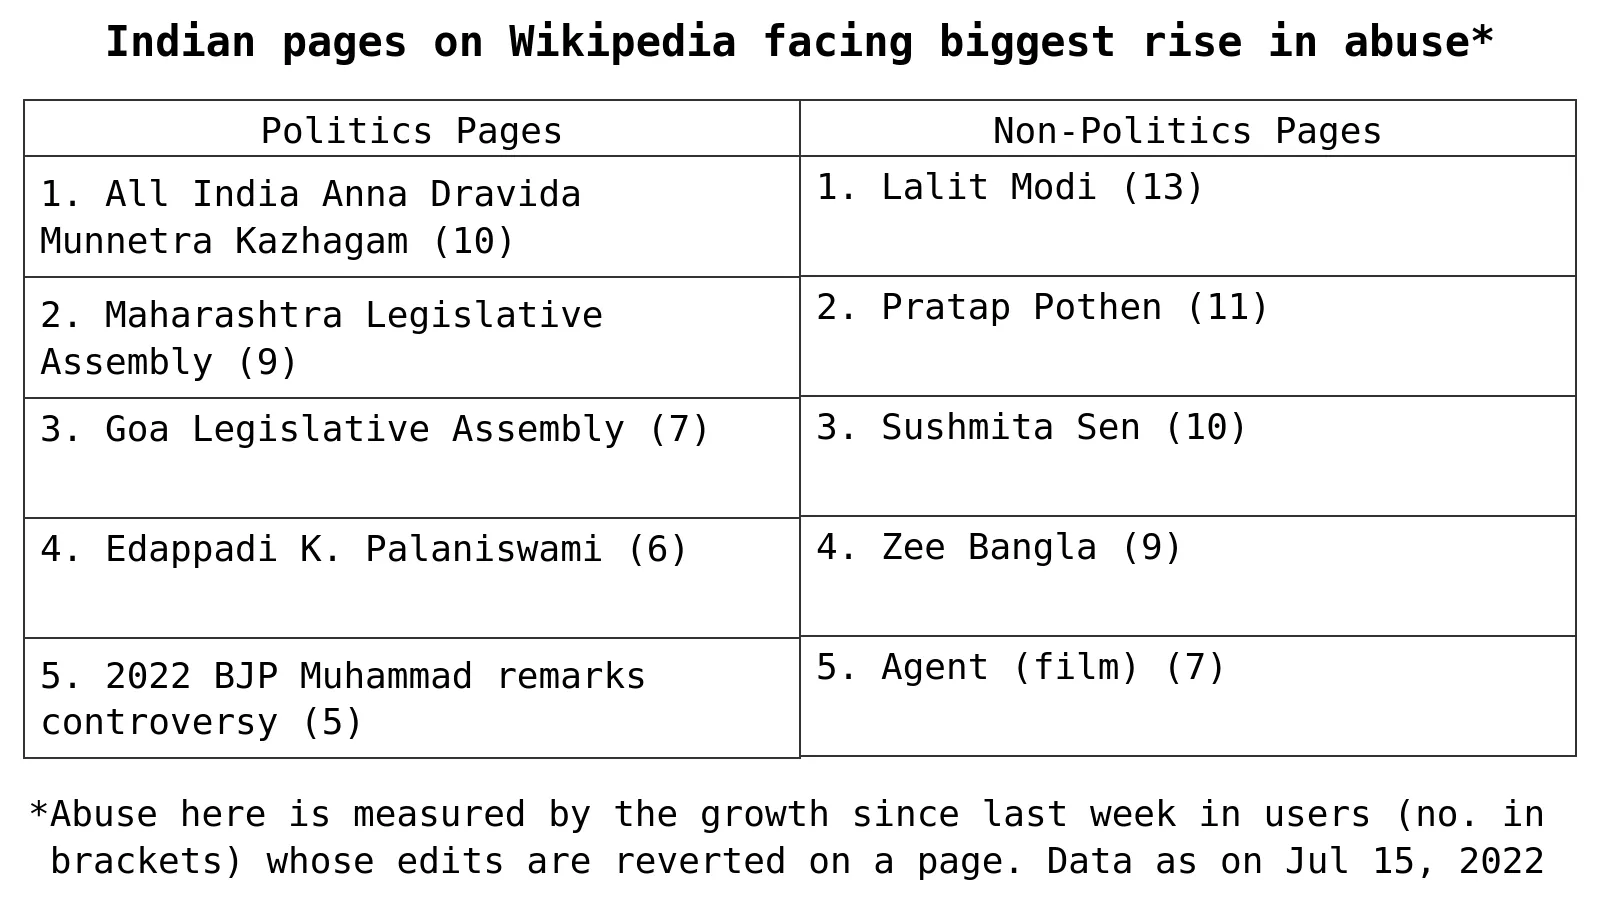 Indian pages on Wikipedia facing biggest rise in abuse*
Politics Pages
Non-Politics Pages
1. All India Anna Dravida
Munnetra Kazhagam (10)
1. Lalit Modi (13)
2. Maharashtra Legislative
Assembly (9)
2. Pratap Pothen (11)
3. Goa Legislative Assembly (7)
3. Sushmita Sen (10)
4. Edappadi K. Palaniswami (6)
4. Zee Bangla (9)
5. 2022 BJP Muhammad remarks
controversy (5)
5. Agent (film) (7)
*Abuse here is measured by the growth since last week in users (no. in
brackets) whose edits are reverted on a page. Data as on Jul 15, 2022